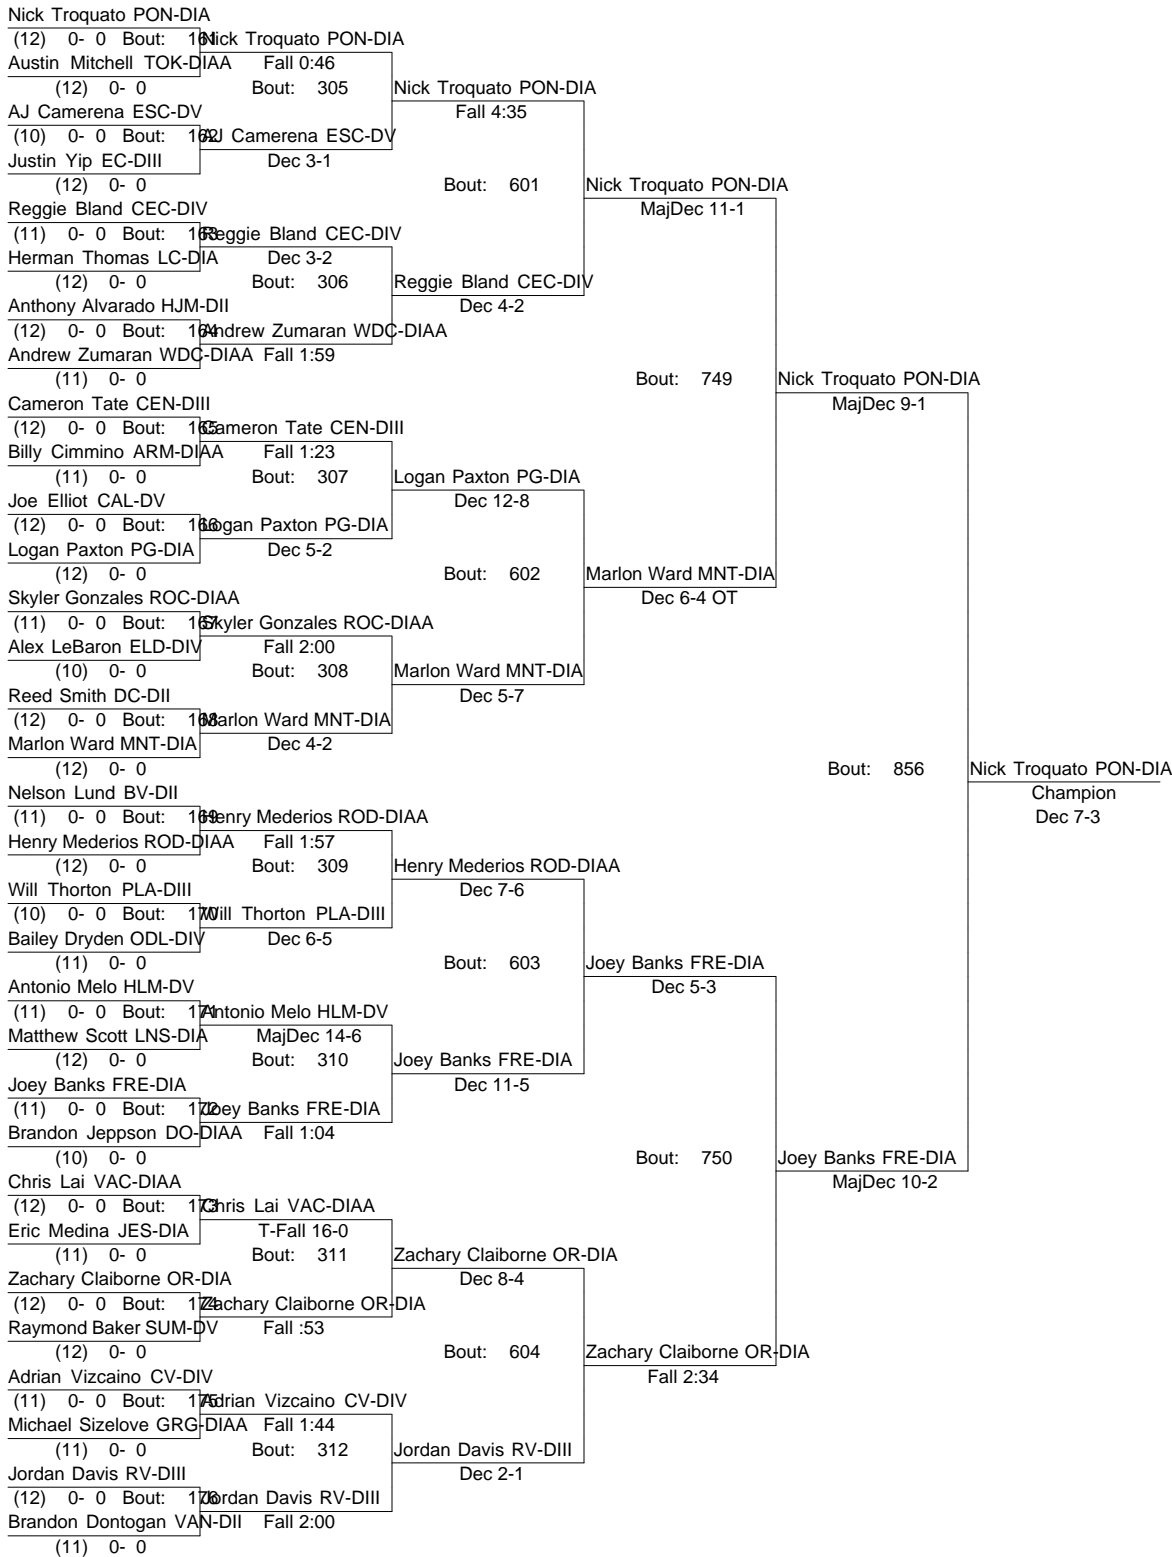 Nick Troquato PON-DIA
(12) 0- 0 Bout: 161 Nick Troquato PON-DIA
Austin Mitchell TOK-DIAA Fall 0:46
(12) 0- 0 Bout: 305 Nick Troquato PON-DIA
AJ Camerena ESC-DV Fall 4:35
(10) 0- 0 Bout: 162 AJ Camerena ESC-DV
Justin Yip EC-DIII Dec 3-1
(12) 0- 0 Bout: 601 Nick Troquato PON-DIA
Reggie Bland CEC-DIV MajDec 11-1
(11) 0- 0 Bout: 163 Reggie Bland CEC-DIV
Herman Thomas LC-DIA Dec 3-2
(12) 0- 0 Bout: 306 Reggie Bland CEC-DIV
Anthony Alvarado HJM-DII Dec 4-2
(12) 0- 0 Bout: 164 Andrew Zumaran WDC-DIAA
Andrew Zumaran WDC-DIAA Fall 1:59
(11) 0- 0 Bout: 749 Nick Troquato PON-DIA
Cameron Tate CEN-DIII MajDec 9-1
(12) 0- 0 Bout: 165 Cameron Tate CEN-DIII
Billy Cimmino ARM-DIAA Fall 1:23
(11) 0- 0 Bout: 307 Logan Paxton PG-DIA
Joe Elliot CAL-DV Dec 12-8
(12) 0- 0 Bout: 166 Logan Paxton PG-DIA
Logan Paxton PG-DIA Dec 5-2
(12) 0- 0 Bout: 602 Marlon Ward MNT-DIA
Skyler Gonzales ROC-DIAA Dec 6-4 OT
(11) 0- 0 Bout: 167 Skyler Gonzales ROC-DIAA
Alex LeBaron ELD-DIV Fall 2:00
(10) 0- 0 Bout: 308 Marlon Ward MNT-DIA
Reed Smith DC-DII Dec 5-7
(12) 0- 0 Bout: 168 Marlon Ward MNT-DIA
Marlon Ward MNT-DIA Dec 4-2
(12) 0- 0 Bout: 856 Nick Troquato PON-DIA
Nelson Lund BV-DII Champion
(11) 0- 0 Bout: 169 Henry Mederios ROD-DIAA Dec 7-3
Henry Mederios ROD-DIAA Fall 1:57
(12) 0- 0 Bout: 309 Henry Mederios ROD-DIAA
Will Thorton PLA-DIII Dec 7-6
(10) 0- 0 Bout: 170 Will Thorton PLA-DIII
Bailey Dryden ODL-DIV Dec 6-5
(11) 0- 0 Bout: 603 Joey Banks FRE-DIA
Antonio Melo HLM-DV Dec 5-3
(11) 0- 0 Bout: 171 Antonio Melo HLM-DV
Matthew Scott LNS-DIA MajDec 14-6
(12) 0- 0 Bout: 310 Joey Banks FRE-DIA
Joey Banks FRE-DIA Dec 11-5
(11) 0- 0 Bout: 172 Joey Banks FRE-DIA
Brandon Jeppson DO-DIAA Fall 1:04
(10) 0- 0 Bout: 750 Joey Banks FRE-DIA
Chris Lai VAC-DIAA MajDec 10-2
(12) 0- 0 Bout: 173 Chris Lai VAC-DIAA
Eric Medina JES-DIA T-Fall 16-0
(11) 0- 0 Bout: 311 Zachary Claiborne OR-DIA
Zachary Claiborne OR-DIA Dec 8-4
(12) 0- 0 Bout: 174 Zachary Claiborne OR-DIA
Raymond Baker SUM-DV Fall :53
(12) 0- 0 Bout: 604 Zachary Claiborne OR-DIA
Adrian Vizcaino CV-DIV Fall 2:34
(11) 0- 0 Bout: 175 Adrian Vizcaino CV-DIV
Michael Sizelove GRG-DIAA Fall 1:44
(11) 0- 0 Bout: 312 Jordan Davis RV-DIII
Jordan Davis RV-DIII Dec 2-1
(12) 0- 0 Bout: 176 Jordan Davis RV-DIII
Brandon Dontogan VAN-DII Fall 2:00
(11) 0- 0